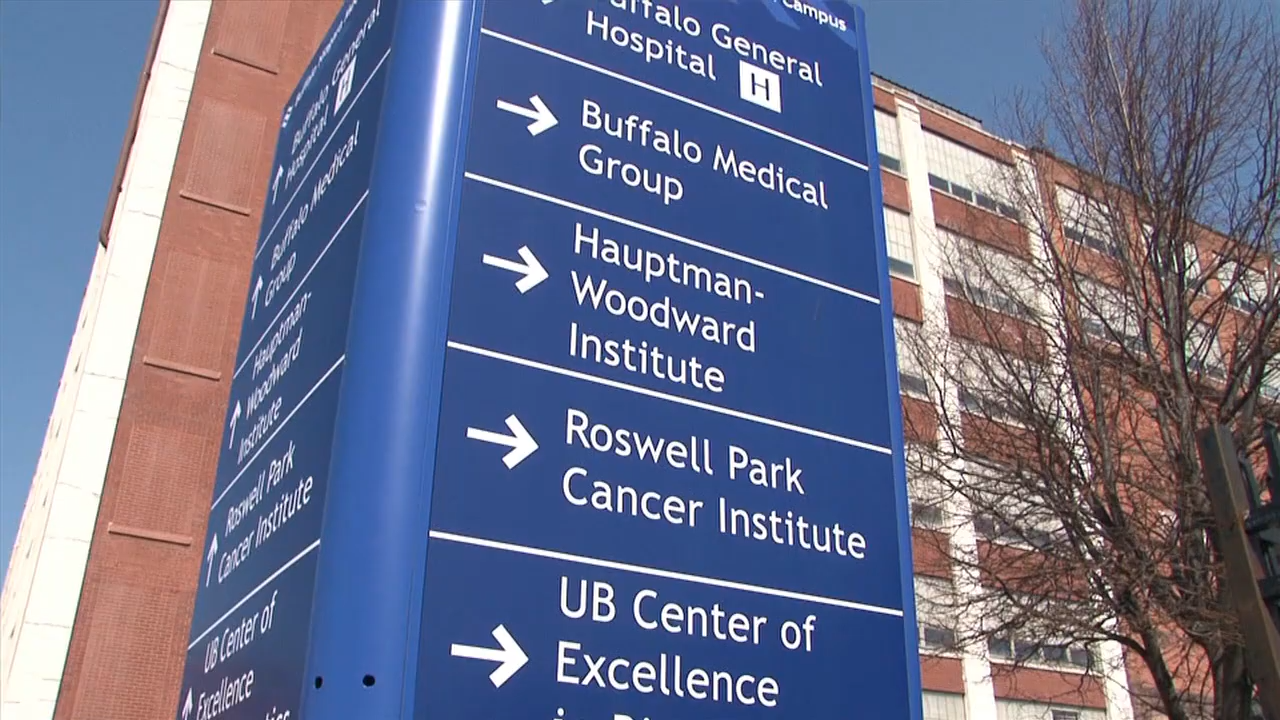 Campus
Buffalo General
Hospital H
Buffalo Medical
Group
Hauptman-
Woodward
Institute
Roswell Park
Cancer Institute
UB Center of
Excellence
in
Buffalo General
Hospital H
Buffalo Medical
Group
Hauptman-
Woodward
Institute
Roswell Park
Cancer Institute
UB Center of
Excellence